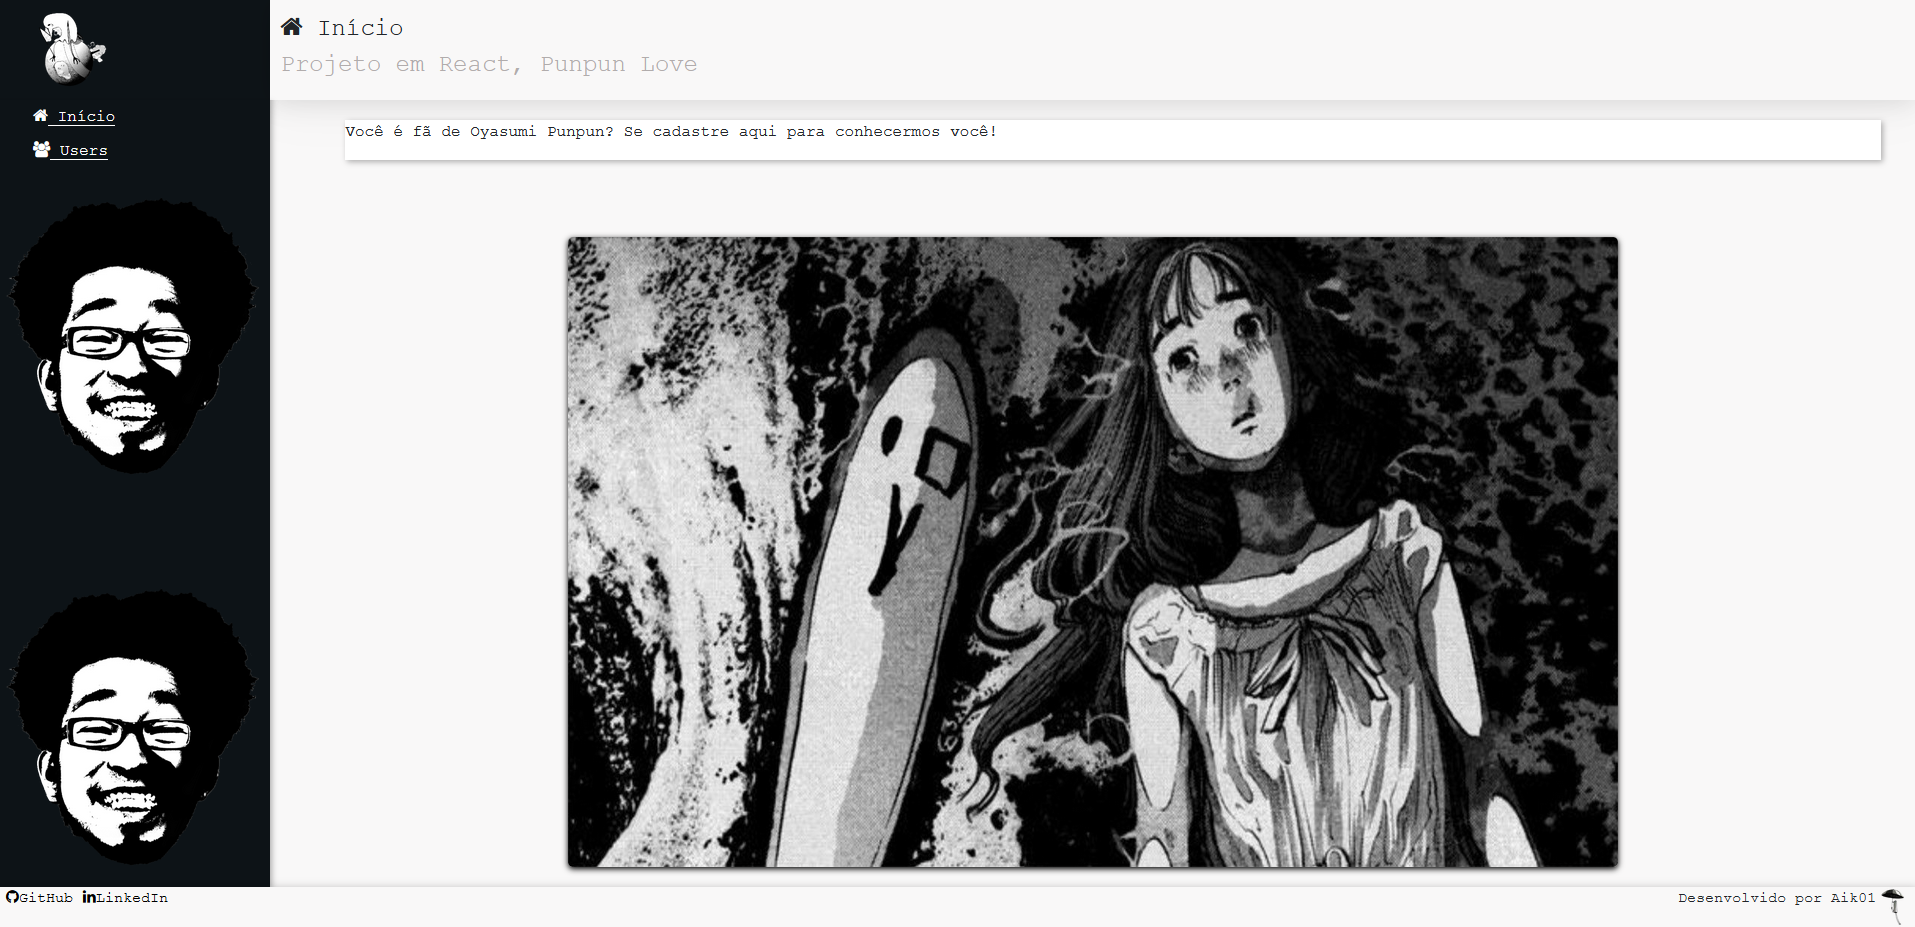 Início
Users
Início
Projeto em React, Punpun Love
Você é fã de Oyasumi Punpun? Se cadastre aqui para conhecermos você!
GitHub LinkedIn
Desenvolvido por Aik01